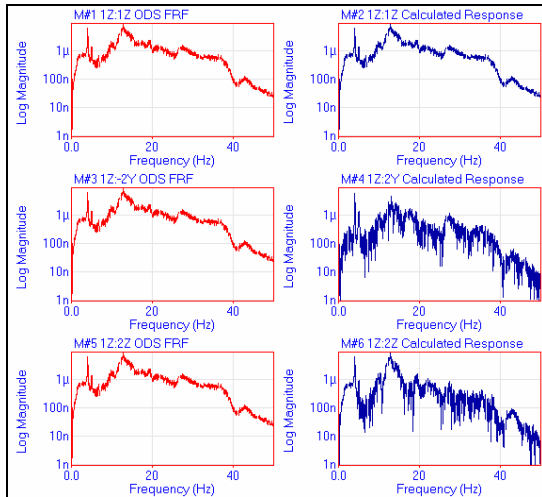 M#1 1Z:1Z ODS FRF
Log Magnitude
1µ
100n
10n
1n
0.0 20 40
Frequency (Hz)
M#2 1Z:1Z Calculated Response
Log Magnitude
1µ
100n
10n
1n
0.0 20 40
Frequency (Hz)
M#3 1Z:-2Y ODS FRF
Log Magnitude
1µ
100n
10n
1n
0.0 20 40
Frequency (Hz)
M#4 1Z:2Y Calculated Response
Log Magnitude
1µ
100n
10n
1n
0.0 20 40
Frequency (Hz)
M#5 1Z:2Z ODS FRF
Log Magnitude
1µ
100n
10n
1n
0.0 20 40
Frequency (Hz)
M#6 1Z:2Z Calculated Response
Log Magnitude
1µ
100n
10n
1n
0.0 20 40
Frequency (Hz)